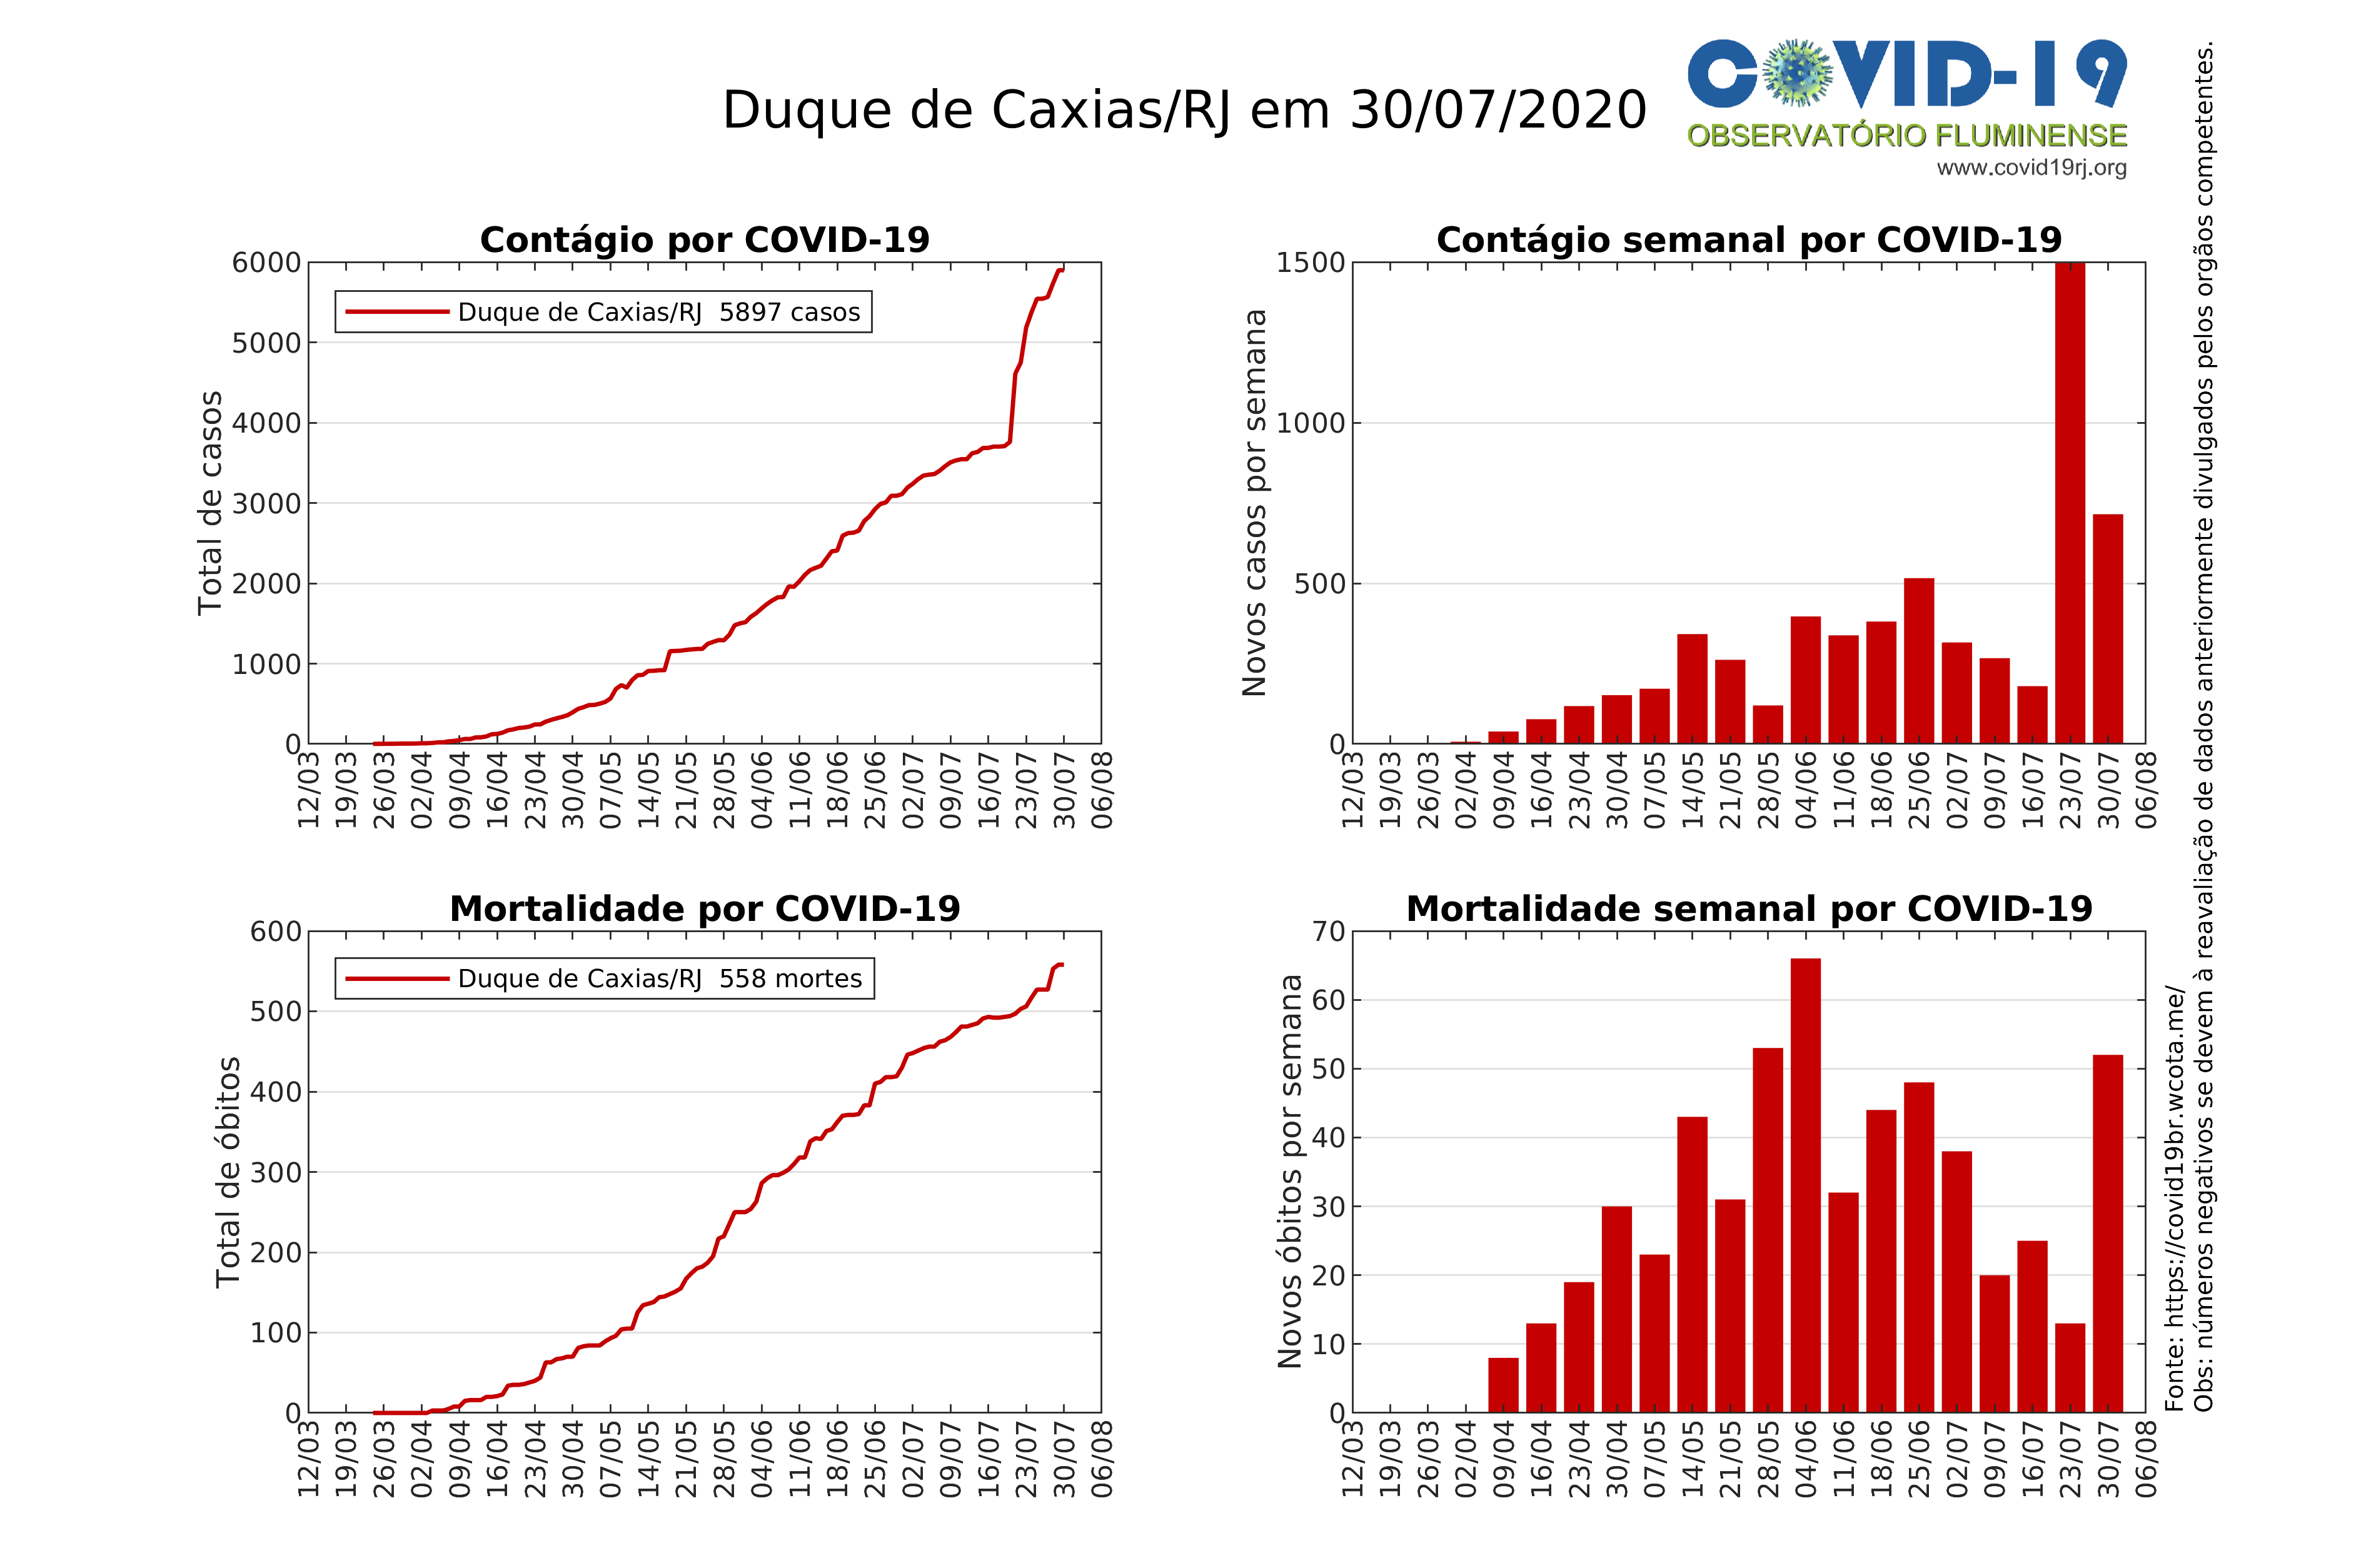 Duque de Caxias/RJ em 30/07/2020
COVID-19
OBSERVATÓRIO FLUMINENSE
www.covid19rj.org
Contágio por COVID-19
Total de casos
6000
5000
4000
3000
2000
1000
0
Duque de Caxias/RJ 5897 casos
12/03 19/03 26/03 02/04 09/04 16/04 23/04 30/04 07/05 14/05 21/05 28/05 04/06 11/06 18/06 25/06 02/07 09/07 16/07 23/07 30/07 06/08
Contágio semanal por COVID-19
Novos casos por semana
1500
1000
500
0
12/03 19/03 26/03 02/04 09/04 16/04 23/04 30/04 07/05 14/05 21/05 28/05 04/06 11/06 18/06 25/06 02/07 09/07 16/07 23/07 30/07 06/08
Mortalidade por COVID-19
Total de óbitos
600
500
400
300
200
100
0
Duque de Caxias/RJ 558 mortes
12/03 19/03 26/03 02/04 09/04 16/04 23/04 30/04 07/05 14/05 21/05 28/05 04/06 11/06 18/06 25/06 02/07 09/07 16/07 23/07 30/07 06/08
Mortalidade semanal por COVID-19
Novos óbitos por semana
70
60
50
40
30
20
10
0
12/03 19/03 26/03 02/04 09/04 16/04 23/04 30/04 07/05 14/05 21/05 28/05 04/06 11/06 18/06 25/06 02/07 09/07 16/07 23/07 30/07 06/08
Fonte: https://covid19br.wcota.me/
Obs: números negativos se devem à reavaliação de dados anteriormente divulgados pelos orgãos competentes.